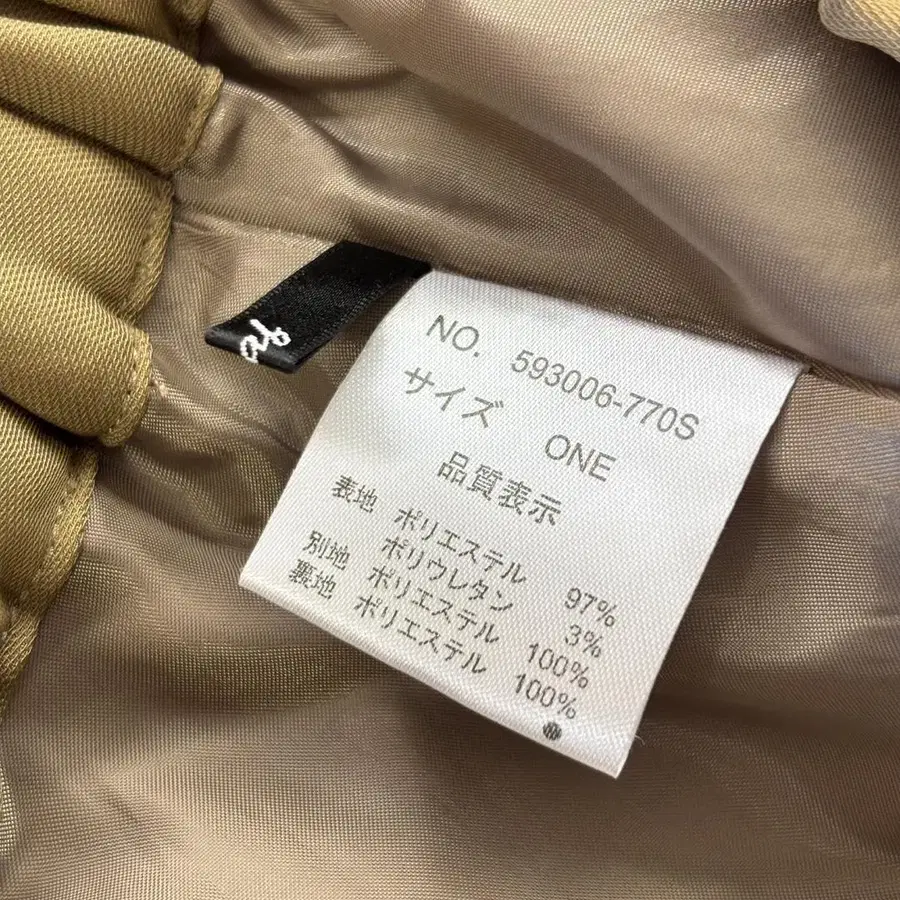 NO. 593006-770S
サイズ ONE
品質表示
表地 ポリエステル 97%
ポリウレタン 3%
別地 ポリエステル 100%
裏地 ポリエステル 100%